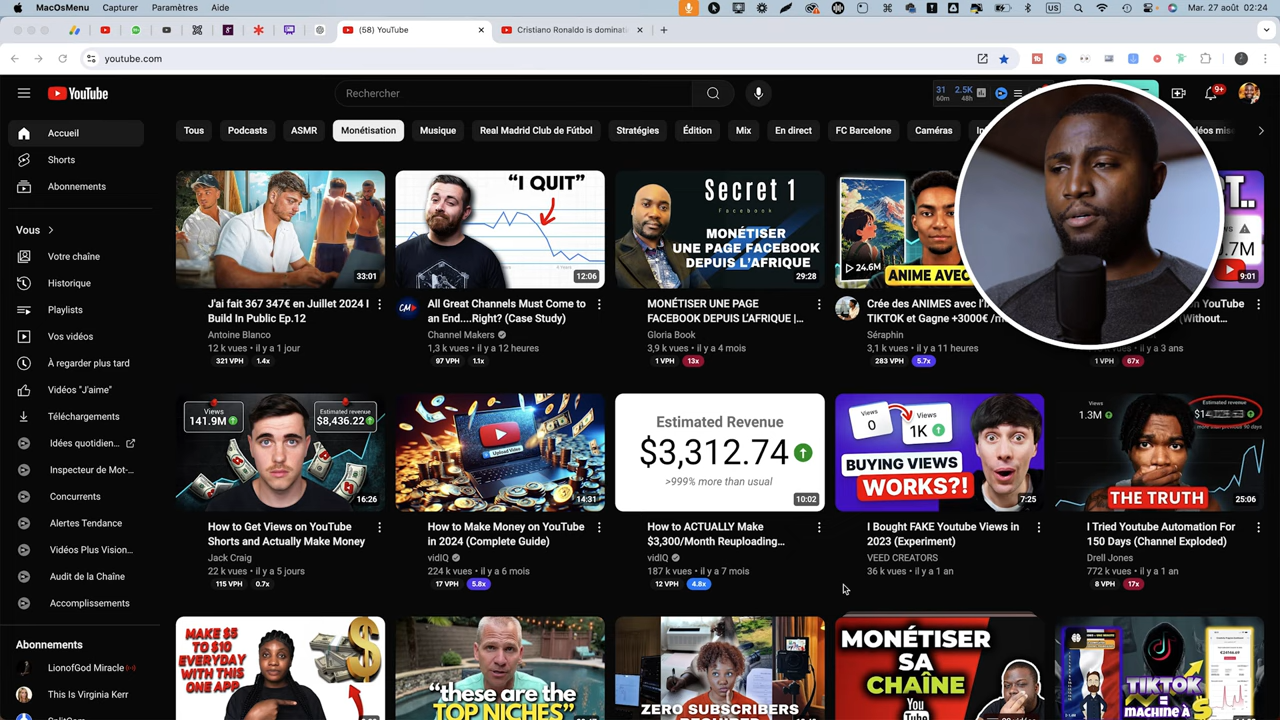 MacOsMenu Capturer Paramètres Aide
Mar. 27 août 02:24
(58) YouTube
Cristiano Ronaldo is dominat
youtube.com
YouTube
Rechercher
31 2.5K
60m 48h
9+
Tous Podcasts ASMR Monétisation Musique Real Madrid Club de Fútbol Stratégies Édition Mix En direct FC Barcelone Caméras
Accueil
Shorts
Abonnements
Vous
Votre chaîne
Historique
Playlists
Vos vidéos
À regarder plus tard
Vidéos "J'aime"
Téléchargements
Idées quotidien...
Inspecteur de Mot-...
Concurrents
Alertes Tendance
Vidéos Plus Vision...
Audit de la Chaîne
Accomplissements
Abonnements
LionofGod Miracle
This Is Virginia Kerr
33:01
J'ai fait 367 347€ en Juillet 2024 I
Build In Public Ep.12
Antoine Blanco
12 k vues • il y a 1 jour
321 VPH 1.4x
“I QUIT”
12:06
All Great Channels Must Come to
an End....Right? (Case Study)
Channel Makers
1,3 k vues • il y a 12 heures
97 VPH 1.1x
Secret 1
Facebook
MONÉTISER
UNE PAGE FACEBOOK
DEPUIS L'AFRIQUE
29:28
MONÉTISER UNE PAGE
FACEBOOK DEPUIS L'AFRIQUE |...
Gloria Book
3,9 k vues • il y a 4 mois
1 VPH 13x
24.6M
ANIME AVEC
Crée des ANIMES avec l'I
TIKTOK et Gagne +3000€ /m
Séraphin
3,1 k vues • il y a 11 heures
283 VPH 5.7x
9:01
n YouTube
(Without...
3 ans
1 VPH 67x
Views
141.9M
Estimated revenue
$8,436.22
16:26
How to Get Views on YouTube
Shorts and Actually Make Money
Jack Craig
22 k vues • il y a 5 jours
115 VPH 0.7x
Upload Video
14:31
How to Make Money on YouTube
in 2024 (Complete Guide)
vidIQ
224 k vues • il y a 6 mois
17 VPH 5.8x
Estimated Revenue
$3,312.74
>999% more than usual
10:02
How to ACTUALLY Make
$3,300/Month Reuploading...
vidIQ
187 k vues • il y a 7 mois
12 VPH 4.8x
Views
0
Views
1K
BUYING VIEWS
WORKS?!
7:25
I Bought FAKE Youtube Views in
2023 (Experiment)
VEED CREATORS
36 k vues • il y a 1 an
Views
1.3M
Estimated revenue
THE TRUTH
25:06
I Tried Youtube Automation For
150 Days (Channel Exploded)
Drell Jones
772 k vues • il y a 1 an
8 VPH 17x
MAKE $5
TO $10
EVERYDAY
WITH THIS
ONE APP
“these are the
TOP NICHES”
ZERO SUBSCRIBERS
MONÉTISER
SA
CHAÎNE
You
TIKTOK